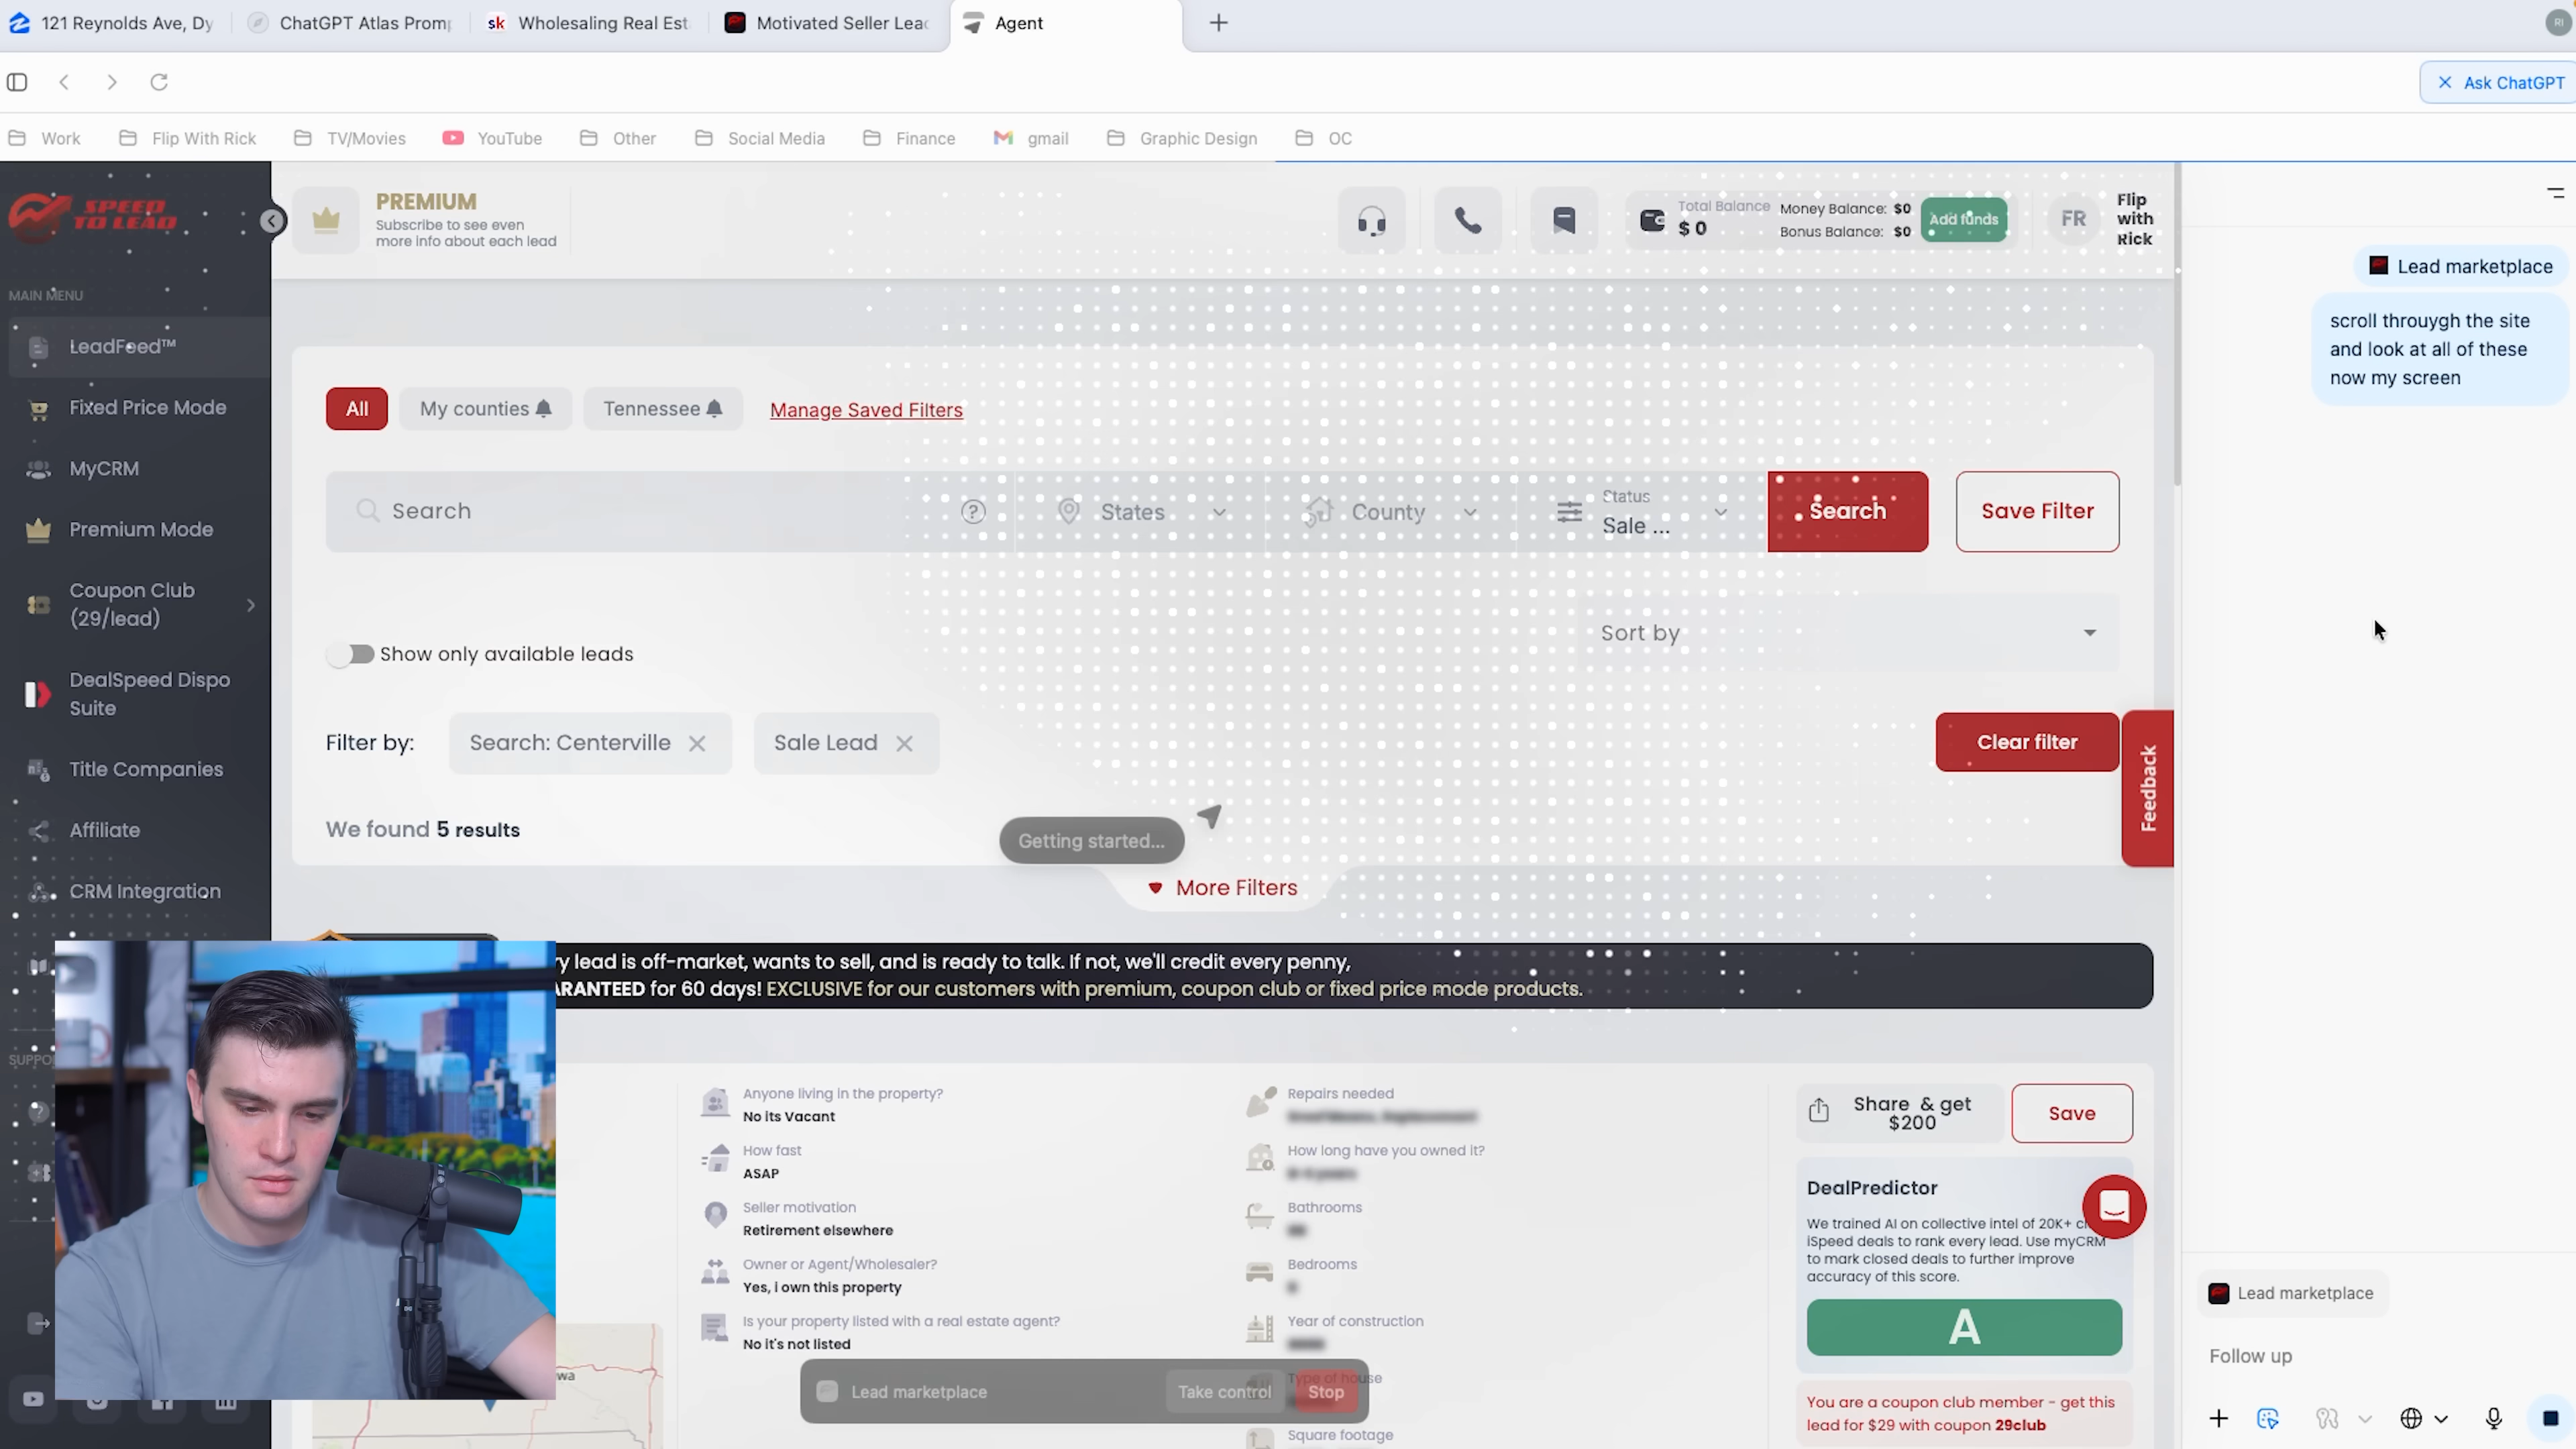 121 Reynolds Ave, Dy
ChatGPT Atlas Promp
sk Wholesaling Real Est
Motivated Seller Lea
Agent
RI
Ask ChatGPT
Work
Flip With Rick
TV/Movies
YouTube
Other
Social Media
Finance
gmail
Graphic Design
OC
SPEED
TO LEAD
PREMIUM
Subscribe to see even
more info about each lead
Total Balance
$ 0
Money Balance: $0
Bonus Balance: $0
Add funds
FR
Flip
with
Rick
MAIN MENU
LeadFeed™
Fixed Price Mode
MyCRM
Premium Mode
Coupon Club
(29/lead)
DealSpeed Dispo
Suite
Title Companies
Affiliate
CRM Integration
SUPPO
All
My counties
Tennessee
Manage Saved Filters
Search
?
States
County
Status
Sale ...
Search
Save Filter
Show only available leads
Sort by
Filter by:
Search: Centerville
Sale Lead
Clear filter
Feedback
We found 5 results
Getting started...
More Filters
ry lead is off-market, wants to sell, and is ready to talk. If not, we'll credit every penny,
ARANTEED for 60 days! EXCLUSIVE for our customers with premium, coupon club or fixed price mode products.
Anyone living in the property?
No its Vacant
How fast
ASAP
Seller motivation
Retirement elsewhere
Owner or Agent/Wholesaler?
Yes, i own this property
Is your property listed with a real estate agent?
No it's not listed
Repairs needed
How long have you owned it?
Bathrooms
Bedrooms
Year of construction
Type of house
Square footage
Share & get
$200
Save
DealPredictor
We trained AI on collective intel of 20K+ c
iSpeed deals to rank every lead. Use myCRM
to mark closed deals to further improve
accuracy of this score.
A
You are a coupon club member - get this
lead for $29 with coupon 29club
wa
Lead marketplace
Take control
Stop
Lead marketplace
scroll throuygh the site
and look at all of these
now my screen
Lead marketplace
Follow up